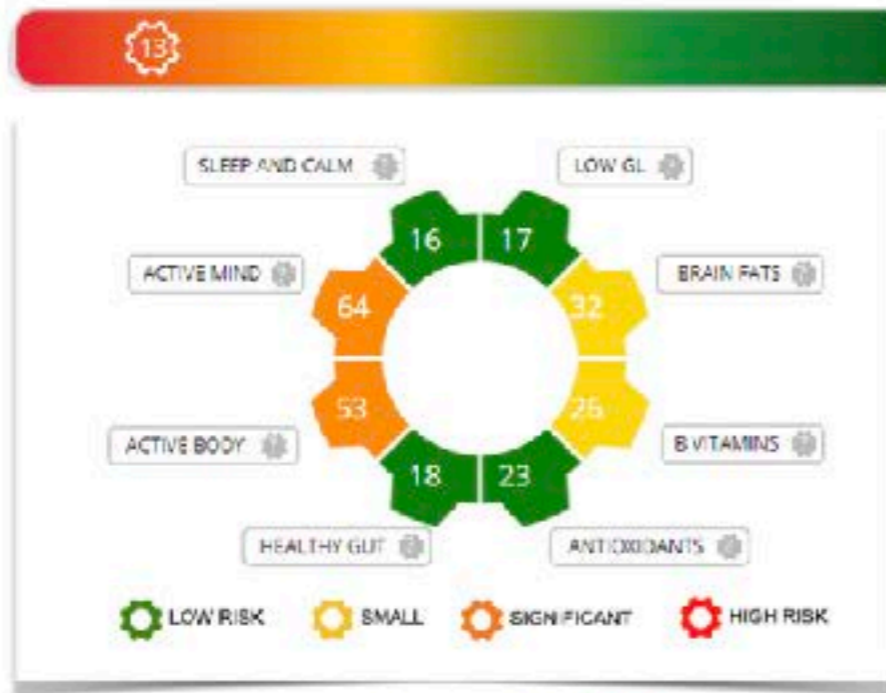 13
SLEEP AND CALM ?
LOW GL ?
16 17
ACTIVE MIND ?
BRAIN FATS ?
64 32
53 26
ACTIVE BODY ?
B VITAMINS ?
18 23
HEALTHY GUT ?
ANTIOXIDANTS ?
LOW RISK SMALL SIGNIFICANT HIGH RISK